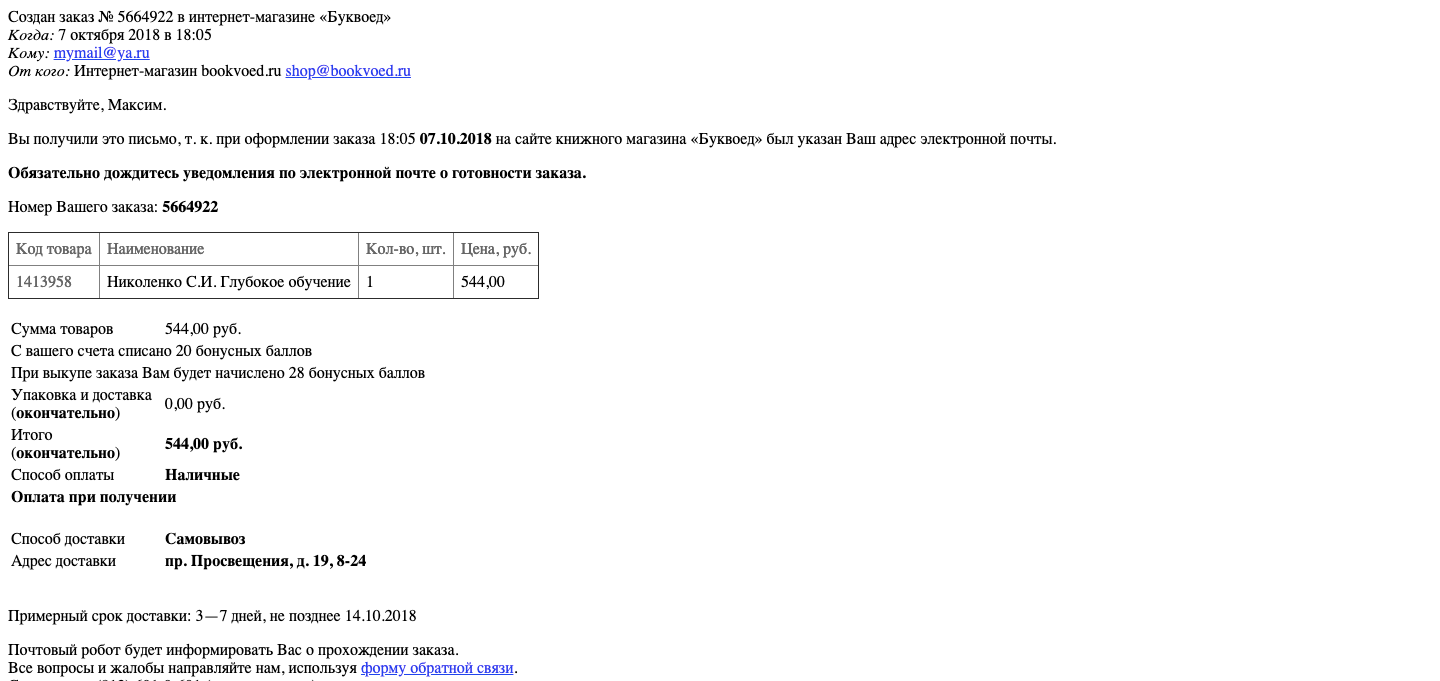 Создан заказ № 5664922 в интернет-магазине «Буквоед»
Когда: 7 октября 2018 в 18:05
Кому: mymail@ya.ru
От кого: Интернет-магазин bookvoed.ru shop@bookvoed.ru
Здравствуйте, Максим.
Вы получили это письмо, т. к. при оформлении заказа 18:05 07.10.2018 на сайте книжного магазина «Буквоед» был указан Ваш адрес электронной почты.
Обязательно дождитесь уведомления по электронной почте о готовности заказа.
Номер Вашего заказа: 5664922
Код товара Наименование Кол-во, шт. Цена, руб.
1413958 Николенко С.И. Глубокое обучение 1 544,00
Сумма товаров 544,00 руб.
С вашего счета списано 20 бонусных баллов
При выкупе заказа Вам будет начислено 28 бонусных баллов
Упаковка и доставка
(окончательно) 0,00 руб.
Итого
(окончательно) 544,00 руб.
Способ оплаты Наличные
Оплата при получении
Способ доставки Самовывоз
Адрес доставки пр. Просвещения, д. 19, 8-24
Примерный срок доставки: 3—7 дней, не позднее 14.10.2018
Почтовый робот будет информировать Вас о прохождении заказа.
Все вопросы и жалобы направляйте нам, используя форму обратной связи.